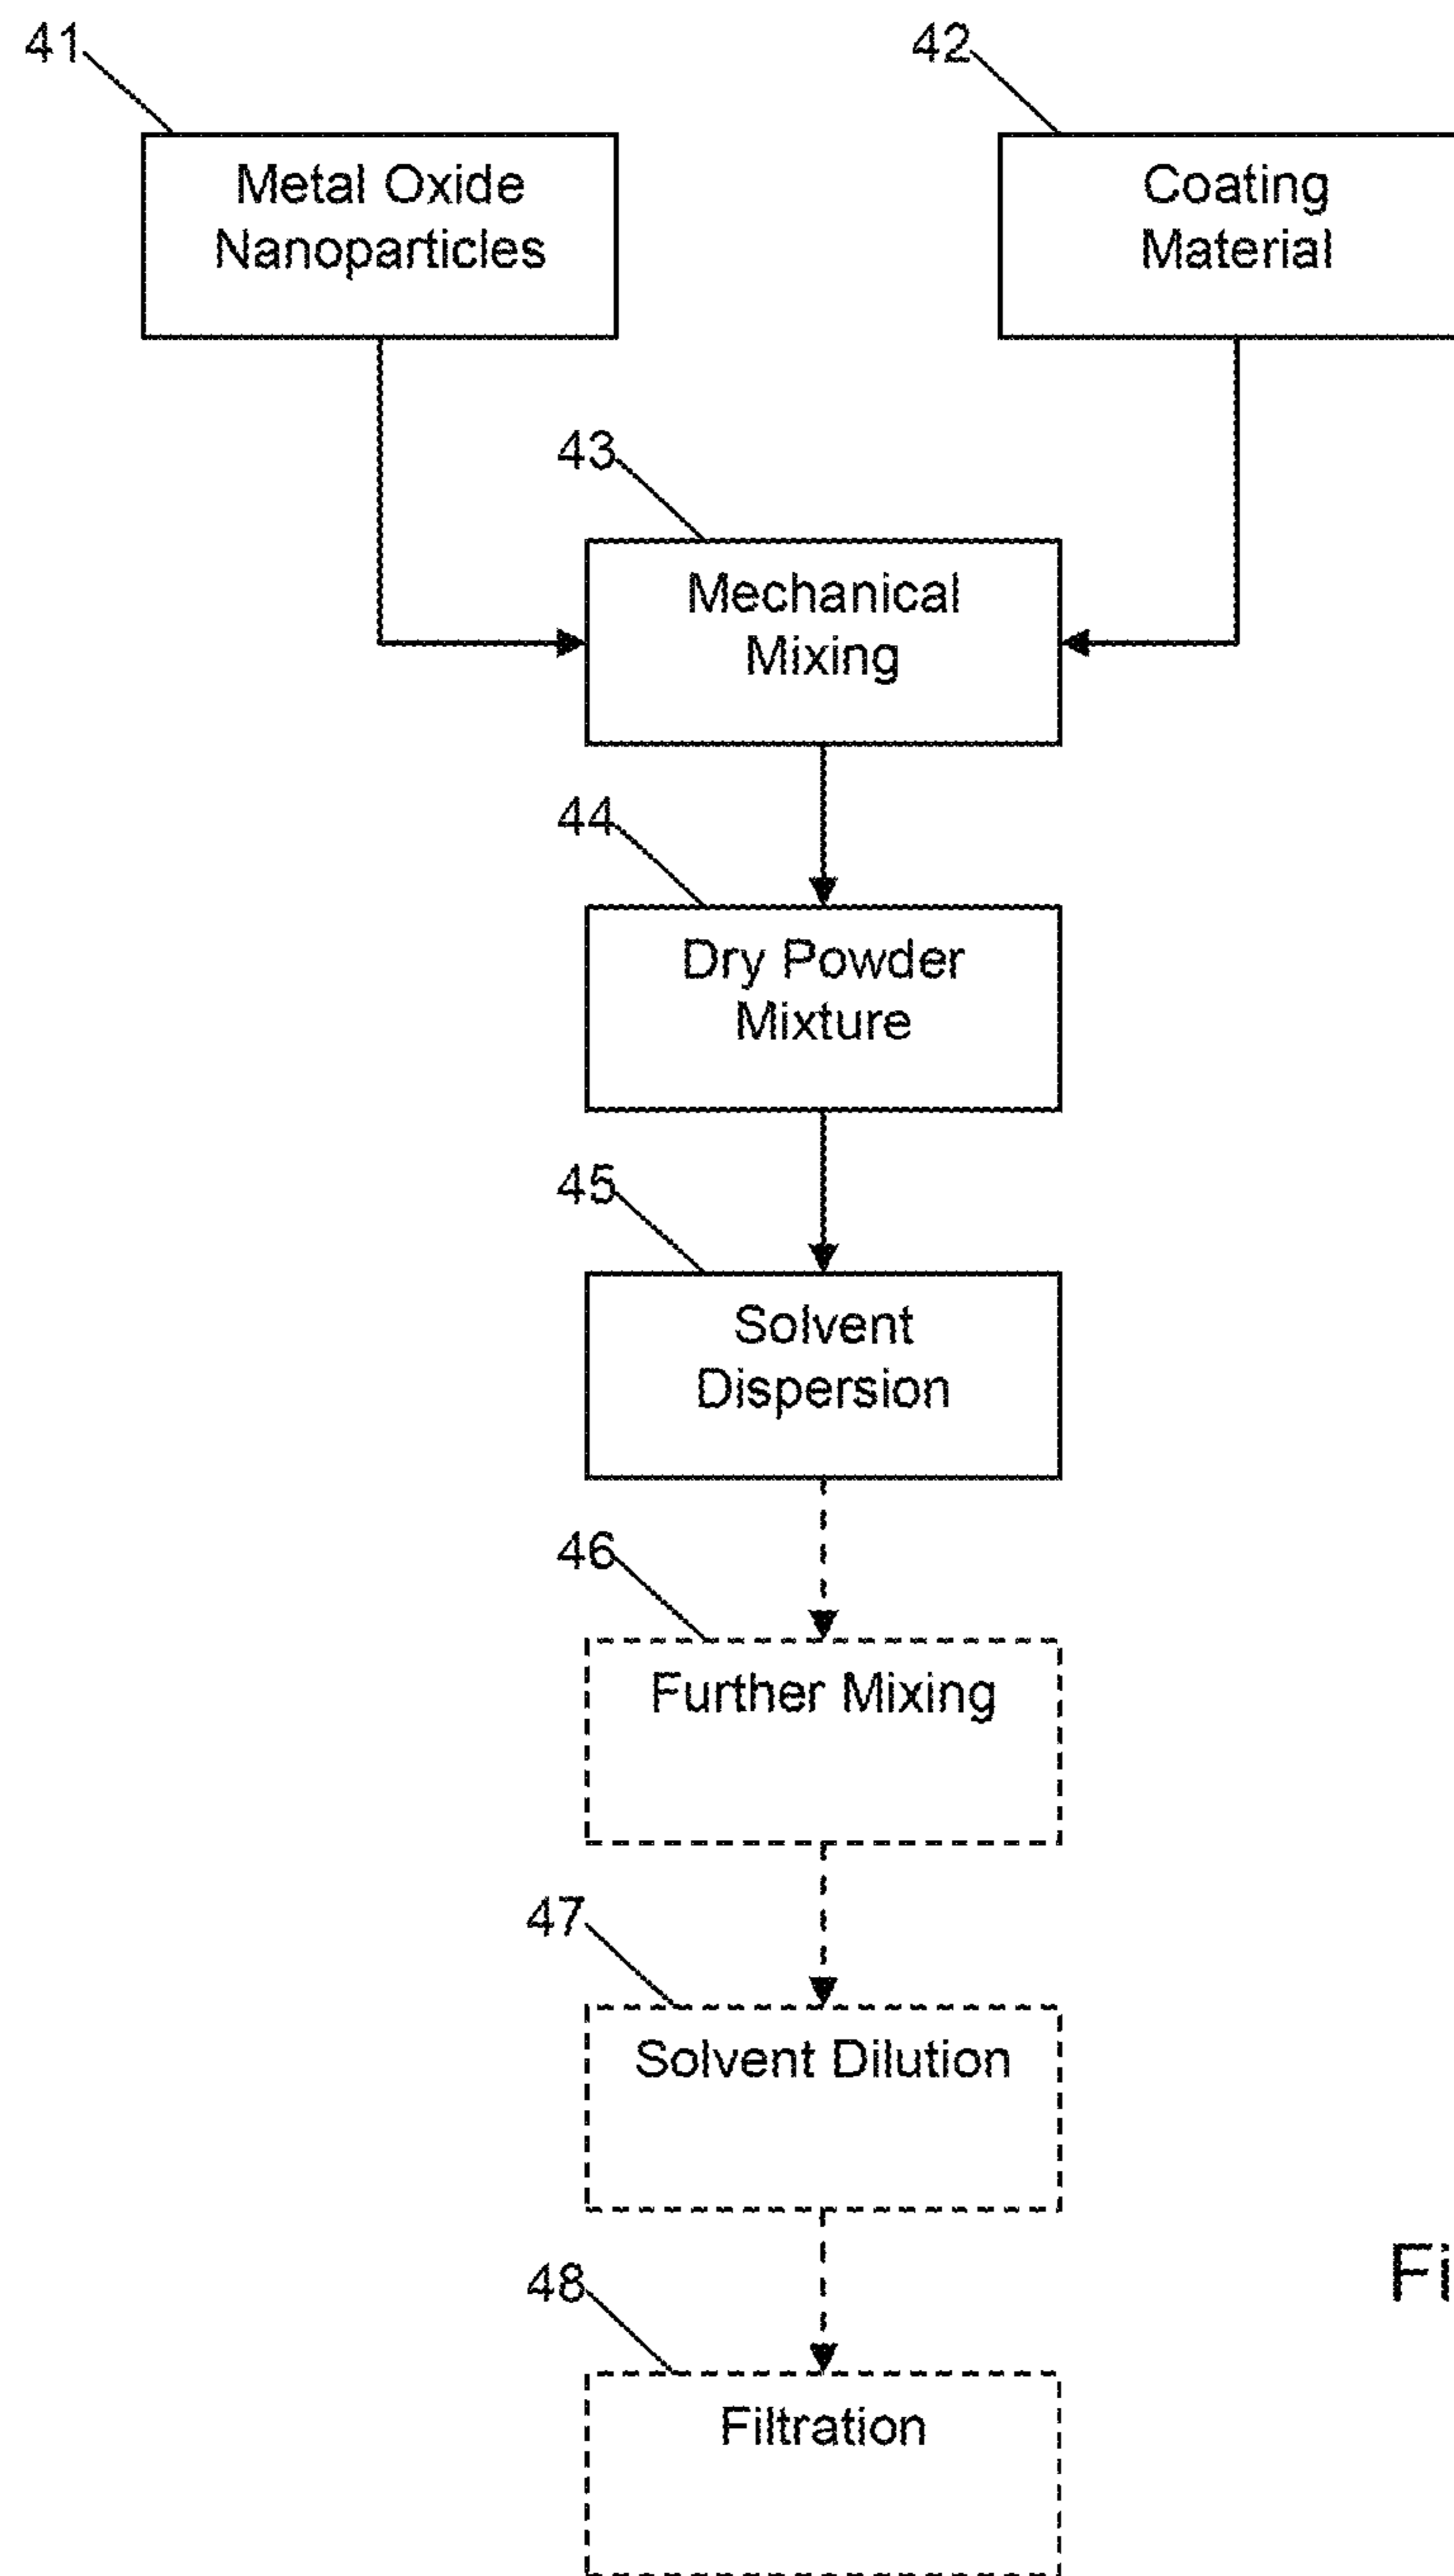 41
42
Metal Oxide
Nanoparticles
Coating
Material
43
Mechanical
Mixing
44
Dry Powder
Mixture
45
Solvent
Dispersion
46
Further Mixing
47
Solvent Dilution
48
Filtration
Fi